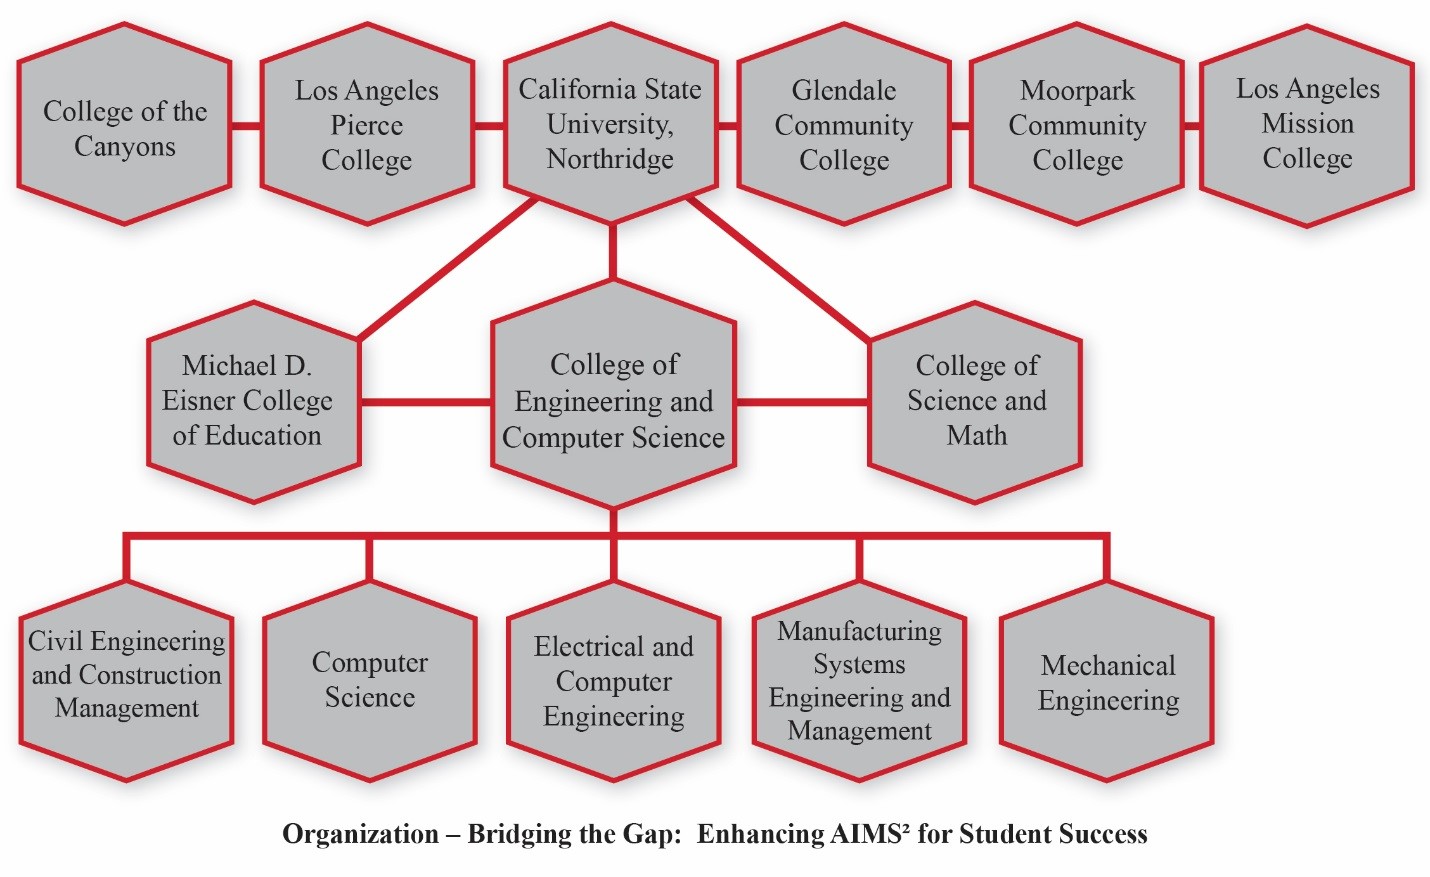 College of the
Canyons
Los Angeles
Pierce
College
California State
University,
Northridge
Glendale
Community
College
Moorpark
Community
College
Los Angeles
Mission
College
Michael D.
Eisner College
of Education
College of
Engineering and
Computer Science
College of
Science and
Math
Civil Engineering
and Construction
Management
Computer
Science
Electrical and
Computer
Engineering
Manufacturing
Systems
Engineering and
Management
Mechanical
Engineering
Organization – Bridging the Gap:  Enhancing AIMS² for Student Success